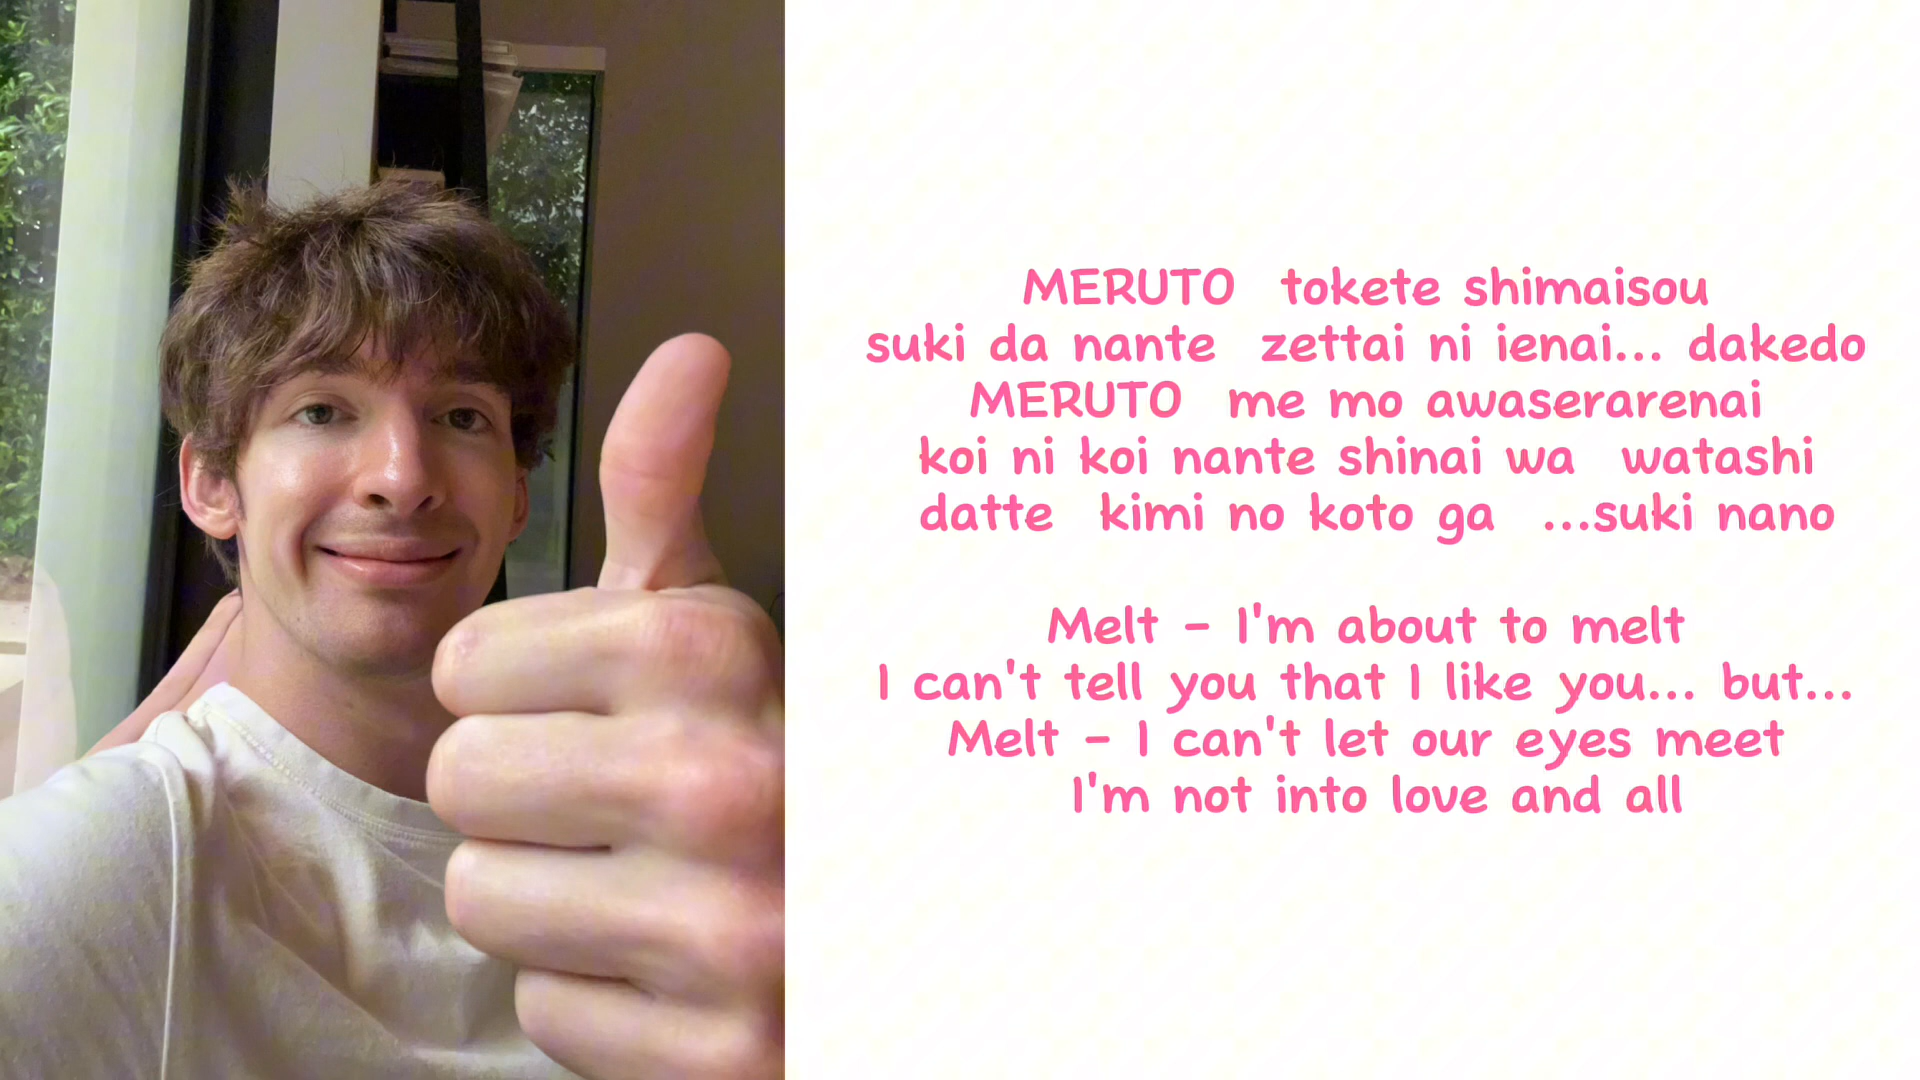 MERUTO tokete shimaisou
suki da nante zettai ni ienai... dakedo
MERUTO me mo awaserarenai
koi ni koi nante shinai wa watashi
datte kimi no koto ga ...suki nano
Melt - I'm about to melt
I can't tell you that I like you... but...
Melt - I can't let our eyes meet
I'm not into love and all